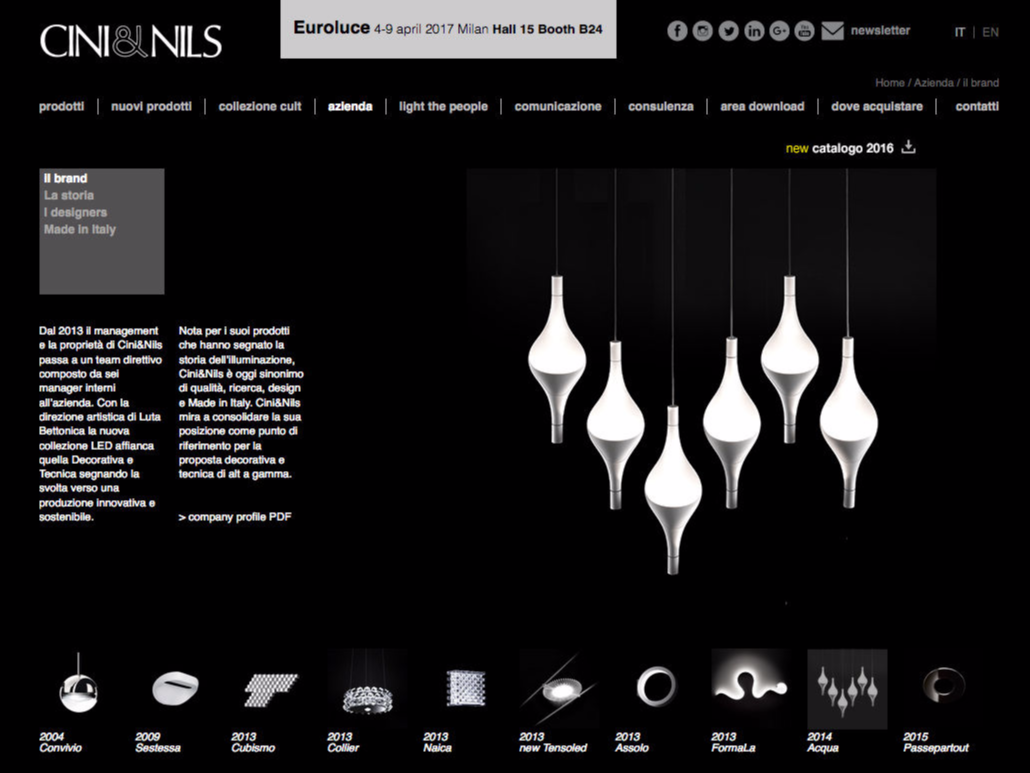 CINI&NILS
Euroluce 4-9 april 2017 Milan Hall 15 Booth B24
newsletter
IT | EN
Home / Azienda / il brand
prodotti | nuovi prodotti | collezione cult | azienda | light the people | comunicazione | consulenza | area download | dove acquistare | contatti
new catalogo 2016
Il brand
La storia
I designers
Made in Italy
Dal 2013 il management
e la proprietà di Cini&Nils
passa a un team direttivo
composto da sei
manager interni
all'azienda. Con la
direzione artistica di Luta
Bettonica la nuova
collezione LED affianca
quella Decorativa e
Tecnica segnando la
svolta verso una
produzione innovativa e
sostenibile.
Nota per i suoi prodotti
che hanno segnato la
storia dell'illuminazione,
Cini&Nils è oggi sinonimo
di qualità, ricerca, design
e Made in Italy. Cini&Nils
mira a consolidare la sua
posizione come punto di
riferimento per la
proposta decorativa e
tecnica di alt a gamma.
> company profile PDF
2004
Convivio
2009
Sestessa
2013
Cubismo
2013
Collier
2013
Naica
2013
new Tensoled
2013
Assolo
2013
FormaLa
2014
Acqua
2015
Passepartout